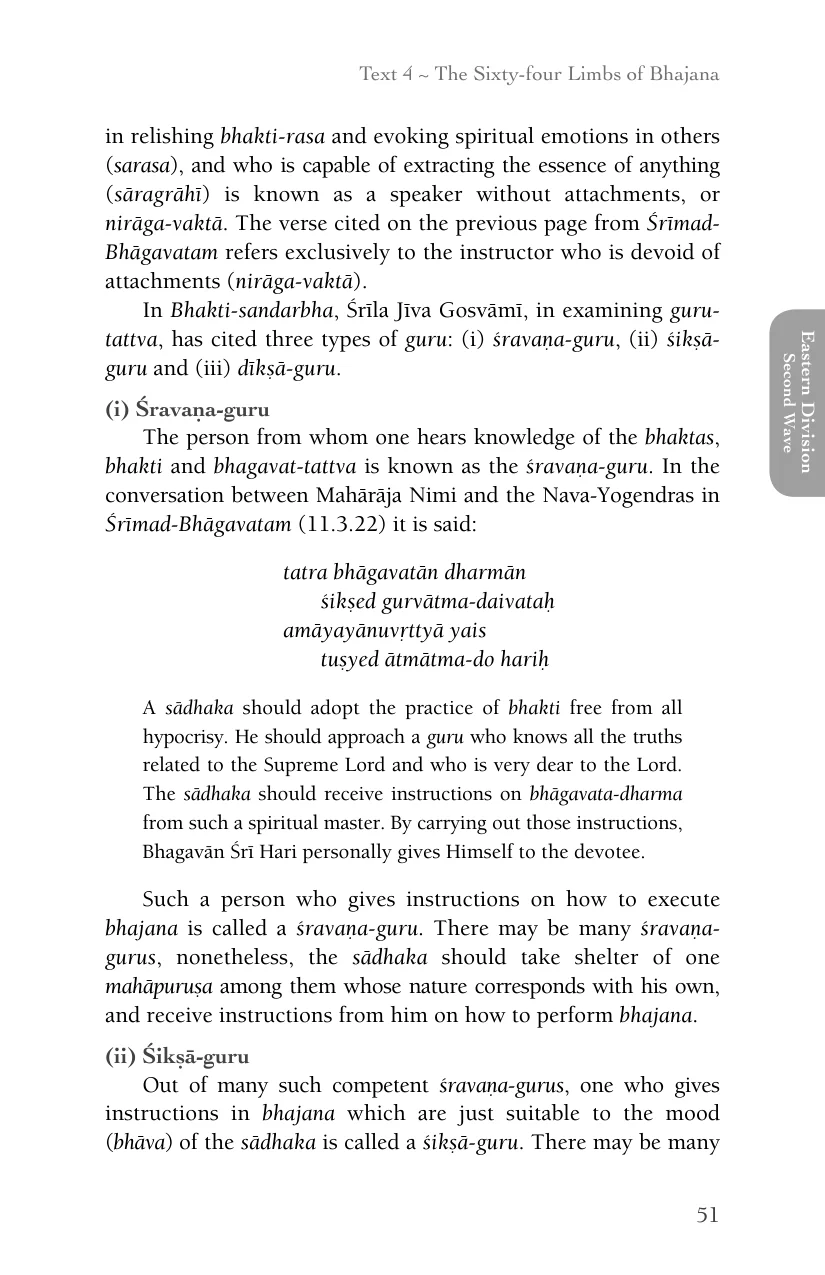 Text 4 ~ The Sixty-four Limbs of Bhajana
in relishing bhakti-rasa and evoking spiritual emotions in others
(sarasa), and who is capable of extracting the essence of anything
(sāragrāhī) is known as a speaker without attachments, or
nirāga-vaktā. The verse cited on the previous page from Śrīmad-
Bhāgavatam refers exclusively to the instructor who is devoid of
attachments (nirāga-vaktā).
In Bhakti-sandarbha, Śrīla Jīva Gosvāmī, in examining guru-
tattva, has cited three types of guru: (i) śravaṇa-guru, (ii) śikṣā-
guru and (iii) dīkṣā-guru.
(i) Śravaṇa-guru
The person from whom one hears knowledge of the bhaktas,
bhakti and bhagavat-tattva is known as the śravaṇa-guru. In the
conversation between Mahārāja Nimi and the Nava-Yogendras in
Śrīmad-Bhāgavatam (11.3.22) it is said:
tatra bhāgavatān dharmān
śikṣed gurvātma-daivataḥ
amāyayānuvṛttyā yais
tuṣyed ātmātma-do hariḥ
A sādhaka should adopt the practice of bhakti free from all
hypocrisy. He should approach a guru who knows all the truths
related to the Supreme Lord and who is very dear to the Lord.
The sādhaka should receive instructions on bhāgavata-dharma
from such a spiritual master. By carrying out those instructions,
Bhagavān Śrī Hari personally gives Himself to the devotee.
Such a person who gives instructions on how to execute
bhajana is called a śravaṇa-guru. There may be many śravaṇa-
gurus, nonetheless, the sādhaka should take shelter of one
mahāpuruṣa among them whose nature corresponds with his own,
and receive instructions from him on how to perform bhajana.
(ii) Śikṣā-guru
Out of many such competent śravaṇa-gurus, one who gives
instructions in bhajana which are just suitable to the mood
(bhāva) of the sādhaka is called a śikṣā-guru. There may be many
Eastern Division
Second Wave
51